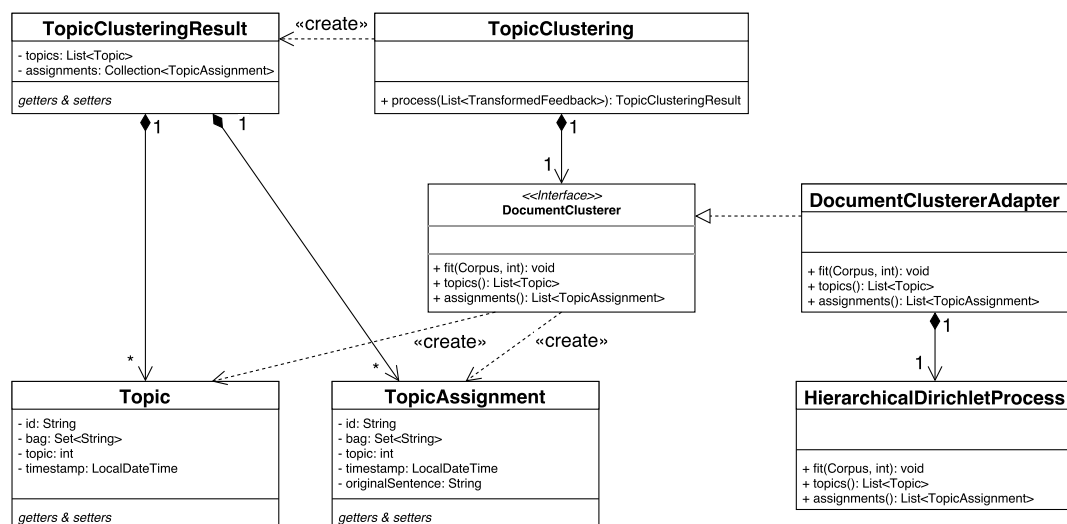 TopicClusteringResult
- topics: List<Topic>
- assignments: Collection<TopicAssignment>
getters & setters
«create»
TopicClustering
+ process(List<TransformedFeedback>): TopicClusteringResult
1
1
1
1
<<Interface>>
DocumentClusterer
+ fit(Corpus, int): void
+ topics(): List<Topic>
+ assignments(): List<TopicAssignment>
DocumentClustererAdapter
+ fit(Corpus, int): void
+ topics(): List<Topic>
+ assignments(): List<TopicAssignment>
«create»
«create»
1
1
*
*
Topic
- id: String
- bag: Set<String>
- topic: int
- timestamp: LocalDateTime
getters & setters
TopicAssignment
- id: String
- bag: Set<String>
- topic: int
- timestamp: LocalDateTime
- originalSentence: String
getters & setters
HierarchicalDirichletProcess
+ fit(Corpus, int): void
+ topics(): List<Topic>
+ assignments(): List<TopicAssignment>